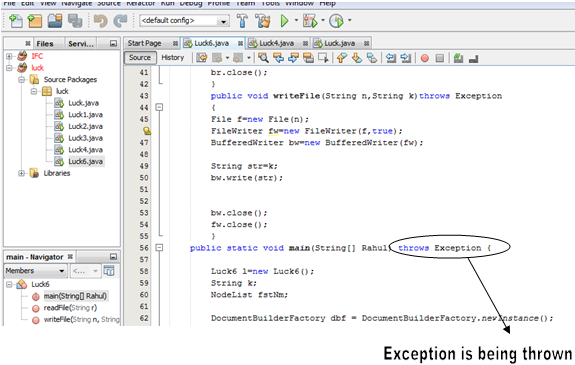 File Edit View Navigate Source Refactor Run Debug Profile Team Tools Window Help
<default config>
Files Servi...
Start Page Luck6.java Luck4.java Luck.java
Source History
IFC
luck
Source Packages
luck
Luck.java
Luck1.java
Luck2.java
Luck3.java
Luck4.java
Luck6.java
Libraries
41 br.close();
42 }
43 public void writeFile(String n,String k)throws Exception
44 {
45 File f=new File(n);
FileWriter fw=new FileWriter(f,true);
47 BufferedWriter bw=new BufferedWriter(fw);
48
49 String str=k;
50 bw.write(str);
51
52
53 bw.close();
54 fw.close();
55 }
56 public static void main(String[] Rahul) throws Exception {
57
58 Luck6 l=new Luck6();
59 String k;
60 NodeList fstNm;
61
62 DocumentBuilderFactory dbf = DocumentBuilderFactory.newInstance();
main - Navigator
Members <...
Luck6
main(String[] Rahul)
readFile(String r)
writeFile(String n, String
Exception is being thrown